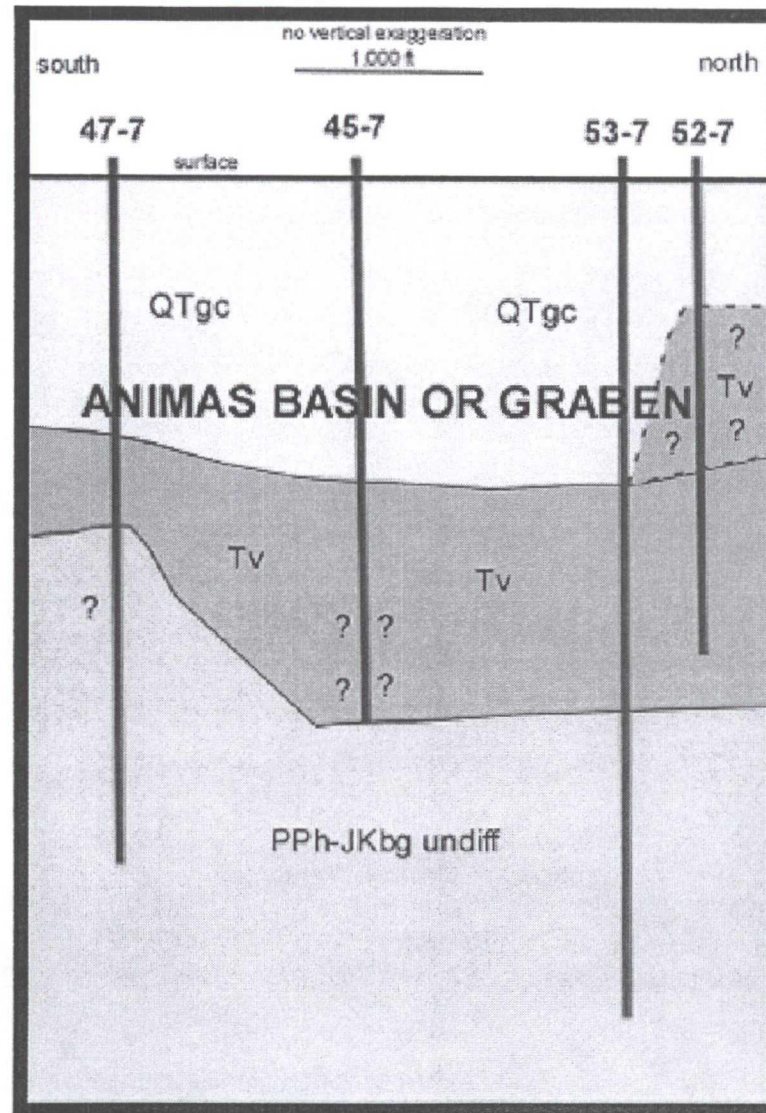 no vertical exaggeration
south 1,000 ft north
47-7 45-7 53-7 52-7
surface
QTgc QTgc
?
Tv
ANIMAS BASIN OR GRABEN
? ?
Tv Tv
?
? ?
? ?
PPh-JKbg undiff